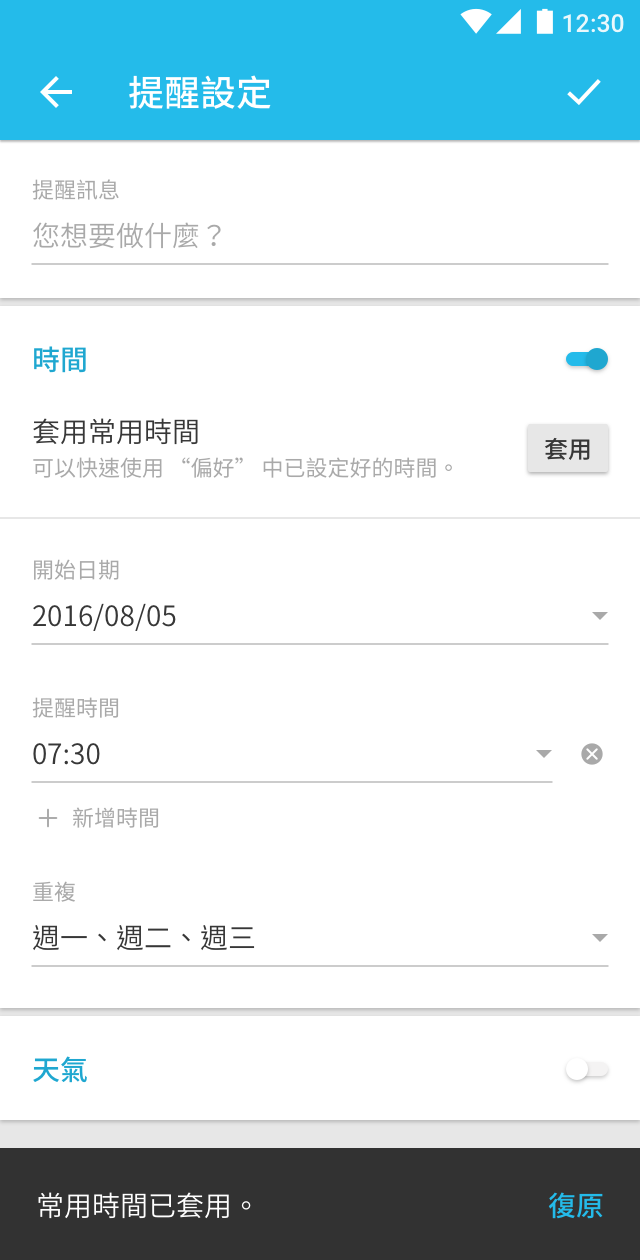 12:30
提醒設定
提醒訊息
您想要做什麼？
時間
套用常用時間
可以快速使用 “偏好” 中已設定好的時間。
套用
開始日期
2016/08/05
提醒時間
07:30
新增時間
重複
週一、週二、週三
天氣
常用時間已套用。
復原